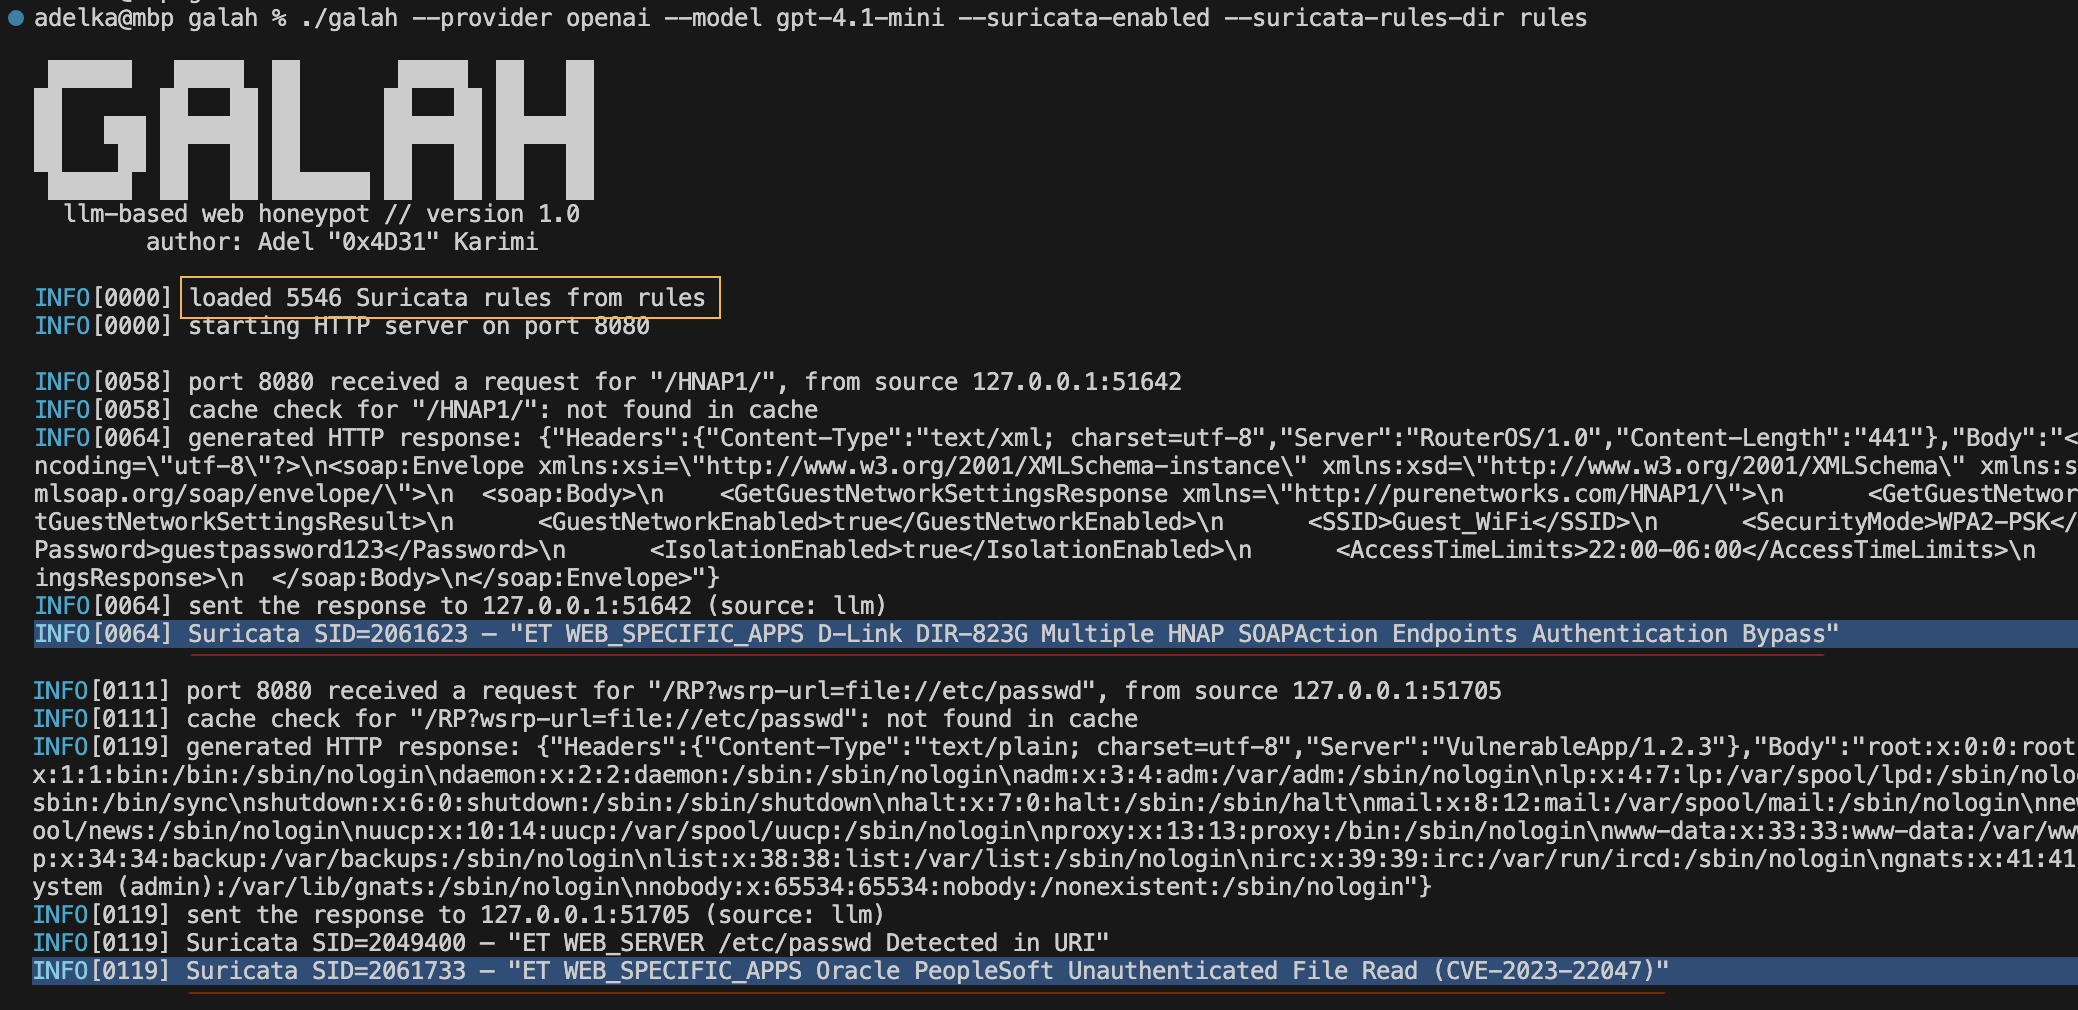 adelka@mbp galah % ./galah --provider openai --model gpt-4.1-mini --suricata-enabled --suricata-rules-dir rules
GALAH
llm-based web honeypot // version 1.0
author: Adel "0x4D31" Karimi
INFO[0000] loaded 5546 Suricata rules from rules
INFO[0000] starting HTTP server on port 8080
INFO[0058] port 8080 received a request for "/HNAP1/", from source 127.0.0.1:51642
INFO[0058] cache check for "/HNAP1/": not found in cache
INFO[0064] generated HTTP response: {"Headers":{"Content-Type":"text/xml; charset=utf-8","Server":"RouterOS/1.0","Content-Length":"441"},"Body":"<
ncoding=\"utf-8\"?>\n<soap:Envelope xmlns:xsi=\"http://www.w3.org/2001/XMLSchema-instance\" xmlns:xsd=\"http://www.w3.org/2001/XMLSchema\" xmlns:s
mlsoap.org/soap/envelope/\">\n  <soap:Body>\n    <GetGuestNetworkSettingsResponse xmlns=\"http://purenetworks.com/HNAP1/\">\n      <GetGuestNetwor
tGuestNetworkSettingsResult>\n      <GuestNetworkEnabled>true</GuestNetworkEnabled>\n      <SSID>Guest_WiFi</SSID>\n      <SecurityMode>WPA2-PSK</
Password>guestpassword123</Password>\n      <IsolationEnabled>true</IsolationEnabled>\n      <AccessTimeLimits>22:00-06:00</AccessTimeLimits>\n
ingsResponse>\n  </soap:Body>\n</soap:Envelope>"}
INFO[0064] sent the response to 127.0.0.1:51642 (source: llm)
INFO[0064] Suricata SID=2061623 – "ET WEB_SPECIFIC_APPS D-Link DIR-823G Multiple HNAP SOAPAction Endpoints Authentication Bypass"
INFO[0111] port 8080 received a request for "/RP?wsrp-url=file://etc/passwd", from source 127.0.0.1:51705
INFO[0111] cache check for "/RP?wsrp-url=file://etc/passwd": not found in cache
INFO[0119] generated HTTP response: {"Headers":{"Content-Type":"text/plain; charset=utf-8","Server":"VulnerableApp/1.2.3"},"Body":"root:x:0:0:root
x:1:1:bin:/bin:/sbin/nologin\ndaemon:x:2:2:daemon:/sbin:/sbin/nologin\nadm:x:3:4:adm:/var/adm:/sbin/nologin\nlp:x:4:7:lp:/var/spool/lpd:/sbin/nolo
sbin:/bin/sync\nshutdown:x:6:0:shutdown:/sbin:/sbin/shutdown\nhalt:x:7:0:halt:/sbin:/sbin/halt\nmail:x:8:12:mail:/var/spool/mail:/sbin/nologin\nne
ool/news:/sbin/nologin\nuucp:x:10:14:uucp:/var/spool/uucp:/sbin/nologin\nproxy:x:13:13:proxy:/bin:/sbin/nologin\nwww-data:x:33:33:www-data:/var/ww
p:x:34:34:backup:/var/backups:/sbin/nologin\nlist:x:38:38:list:/var/list:/sbin/nologin\nirc:x:39:39:irc:/var/run/ircd:/sbin/nologin\ngnats:x:41:41
ystem (admin):/var/lib/gnats:/sbin/nologin\nnobody:x:65534:65534:nobody:/nonexistent:/sbin/nologin"}
INFO[0119] sent the response to 127.0.0.1:51705 (source: llm)
INFO[0119] Suricata SID=2049400 – "ET WEB_SERVER /etc/passwd Detected in URI"
INFO[0119] Suricata SID=2061733 – "ET WEB_SPECIFIC_APPS Oracle PeopleSoft Unauthenticated File Read (CVE-2023-22047)"